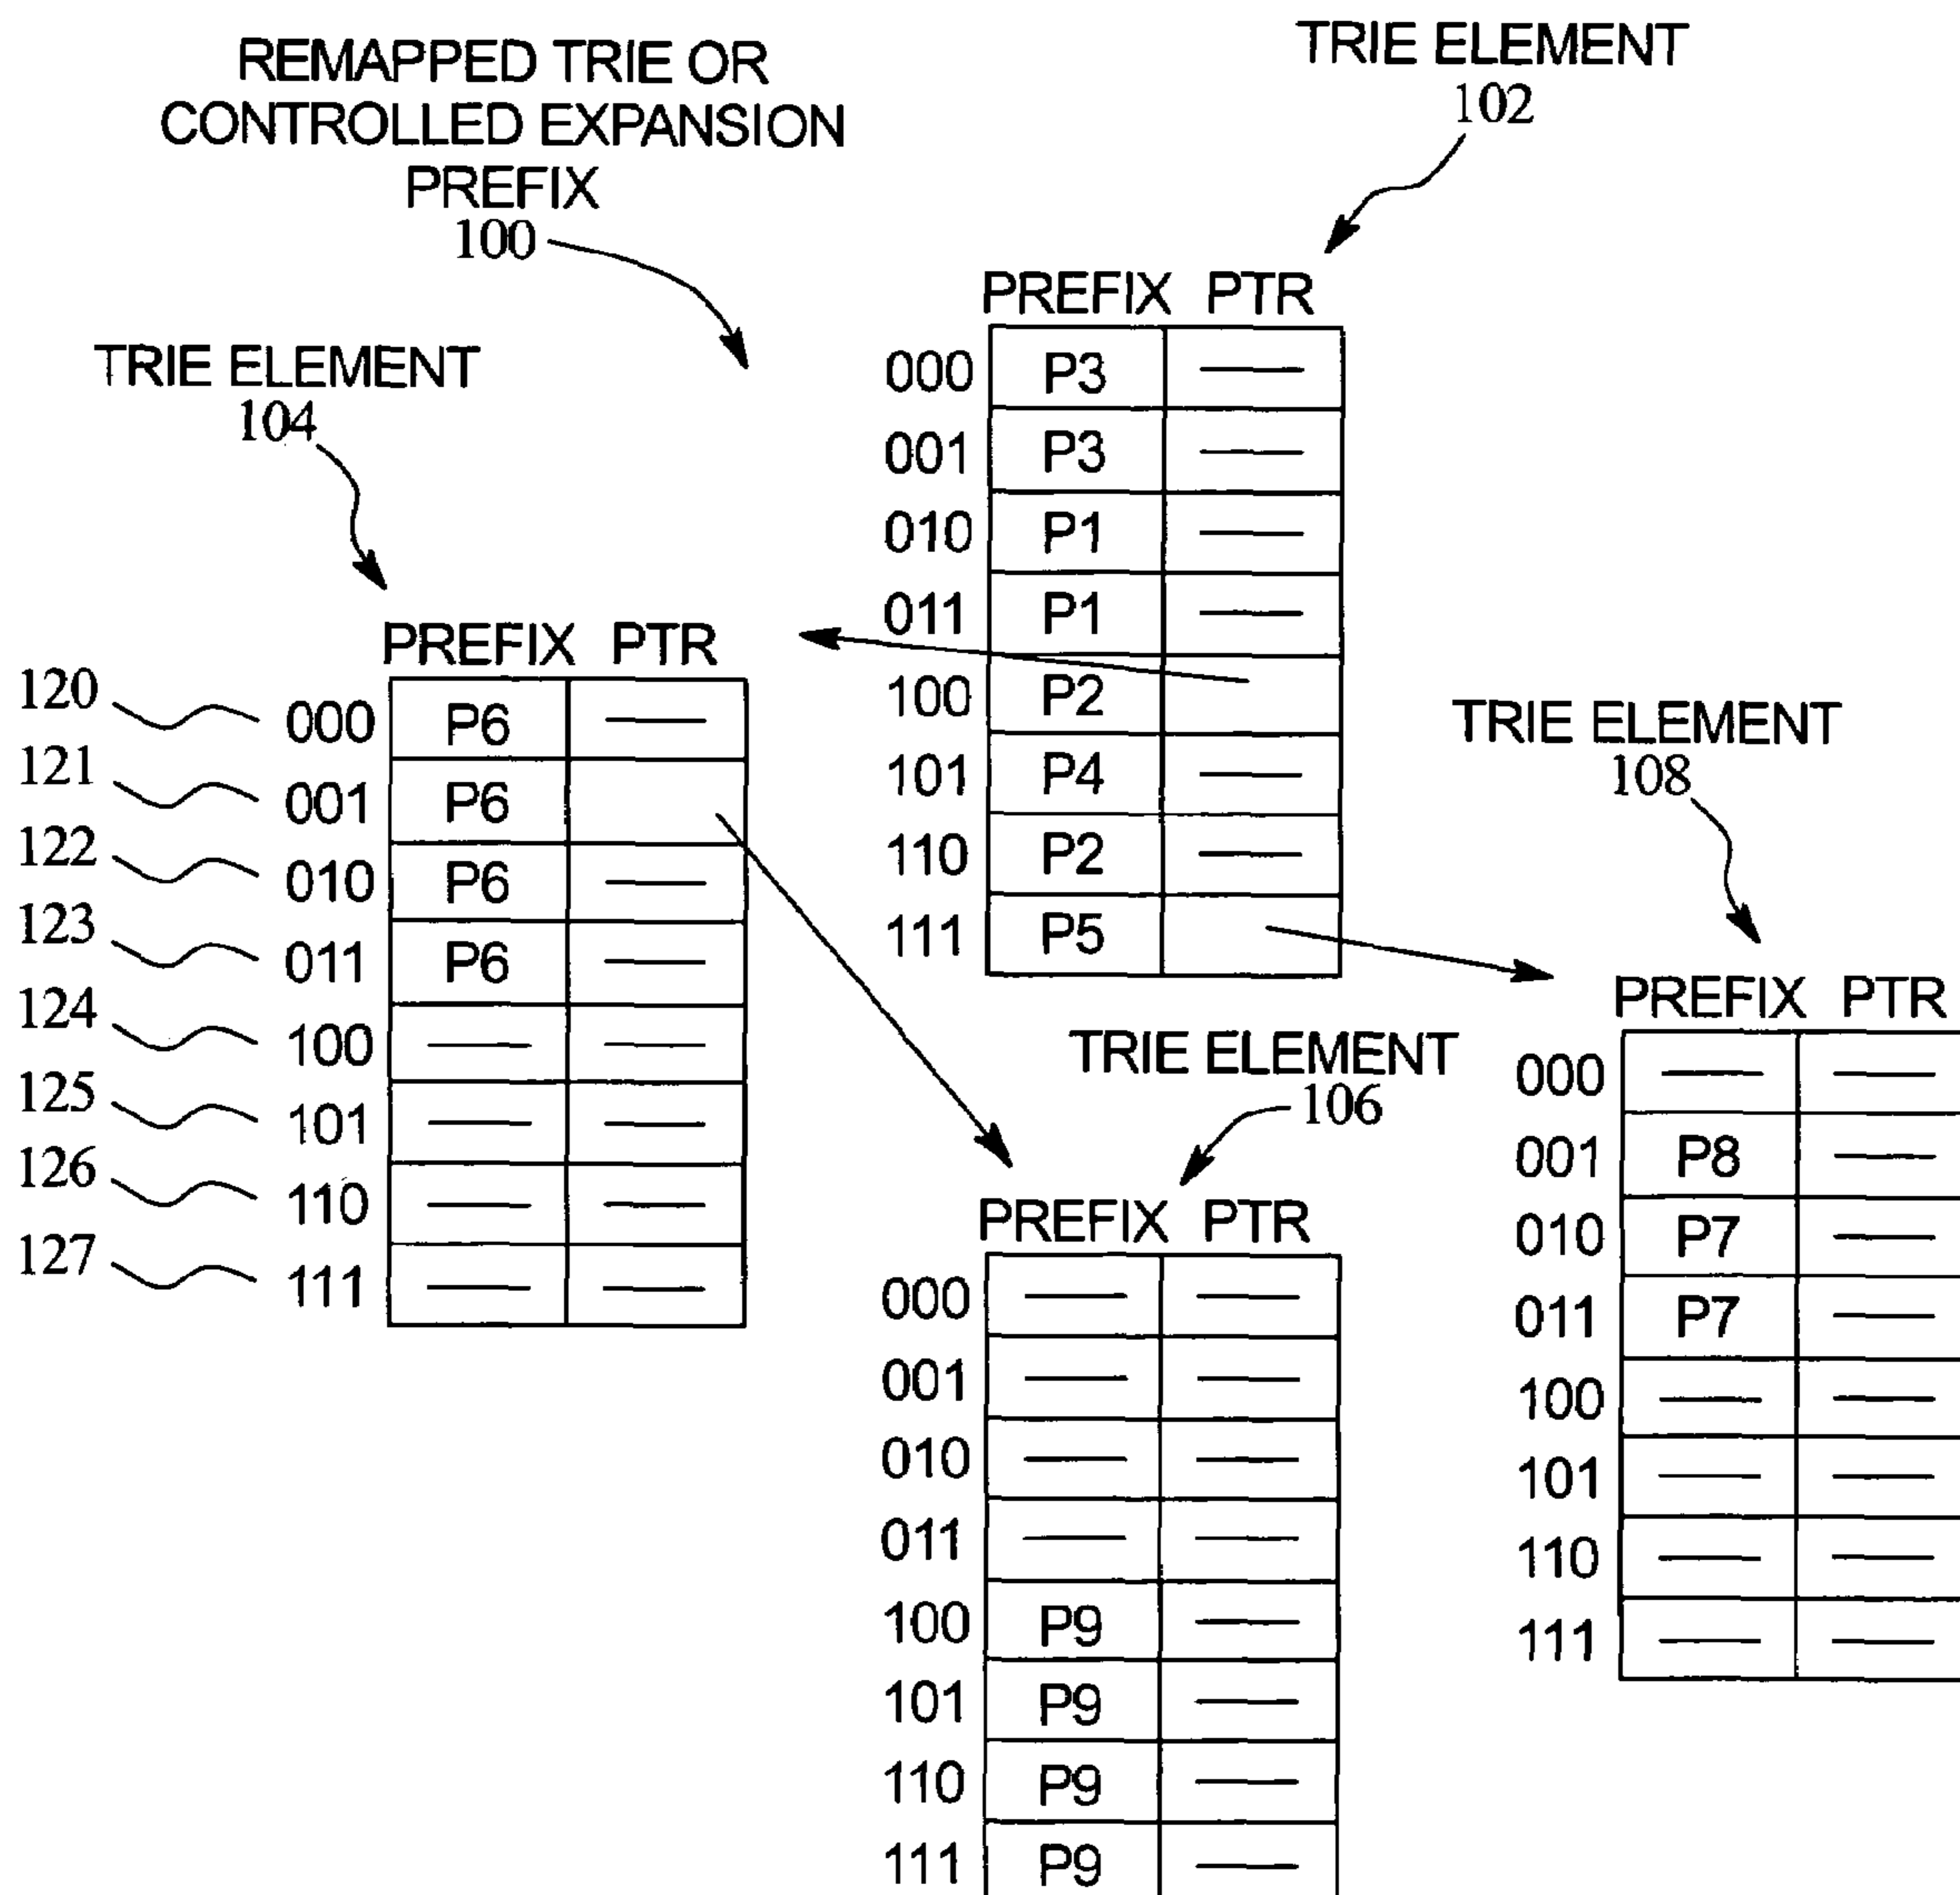 REMAPPED TRIE OR
CONTROLLED EXPANSION
PREFIX
100
TRIE ELEMENT
102
PREFIX PTR
000 P3 —
001 P3 —
010 P1 —
011 P1 —
100 P2
101 P4 —
110 P2 —
111 P5
TRIE ELEMENT
104
PREFIX PTR
120 000 P6 —
121 001 P6
122 010 P6 —
123 011 P6 —
124 100 — —
125 101 — —
126 110 — —
127 111 — —
TRIE ELEMENT
106
PREFIX PTR
000 — —
001 — —
010 — —
011 — —
100 P9 —
101 P9 —
110 P9 —
111 P9 —
TRIE ELEMENT
108
PREFIX PTR
000 — —
001 P8 —
010 P7 —
011 P7 —
100 — —
101 — —
110 — —
111 — —